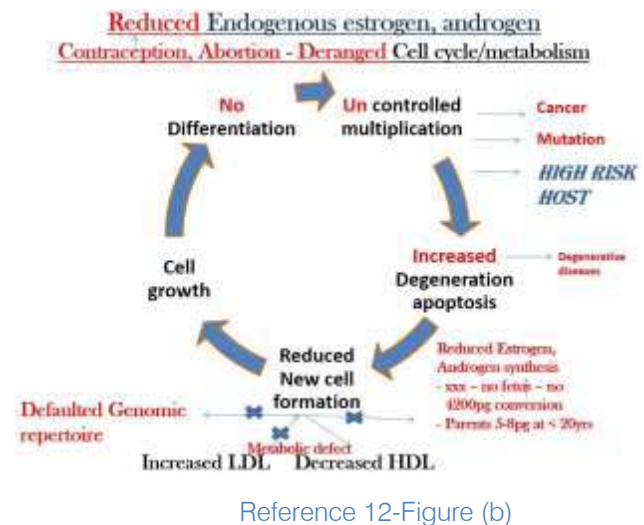 Reduced Endogenous estrogen, androgen
Contraception, Abortion - Deranged Cell cycle/metabolism
No
Differentiation
Un controlled
multiplication
Cancer
Mutation
HIGH RISK
HOST
Increased
Degeneration
apoptosis
Degenerative
diseases
Cell
growth
Reduced
New cell
formation
Reduced Estrogen,
Androgen synthesis
- xxx – no fetus – no
4200pg conversion
- Parents 5-8pg at < 20yrs
Defaulted Genomic
repertoire
Metabolic defect
Increased LDL
Decreased HDL
Reference 12-Figure (b)